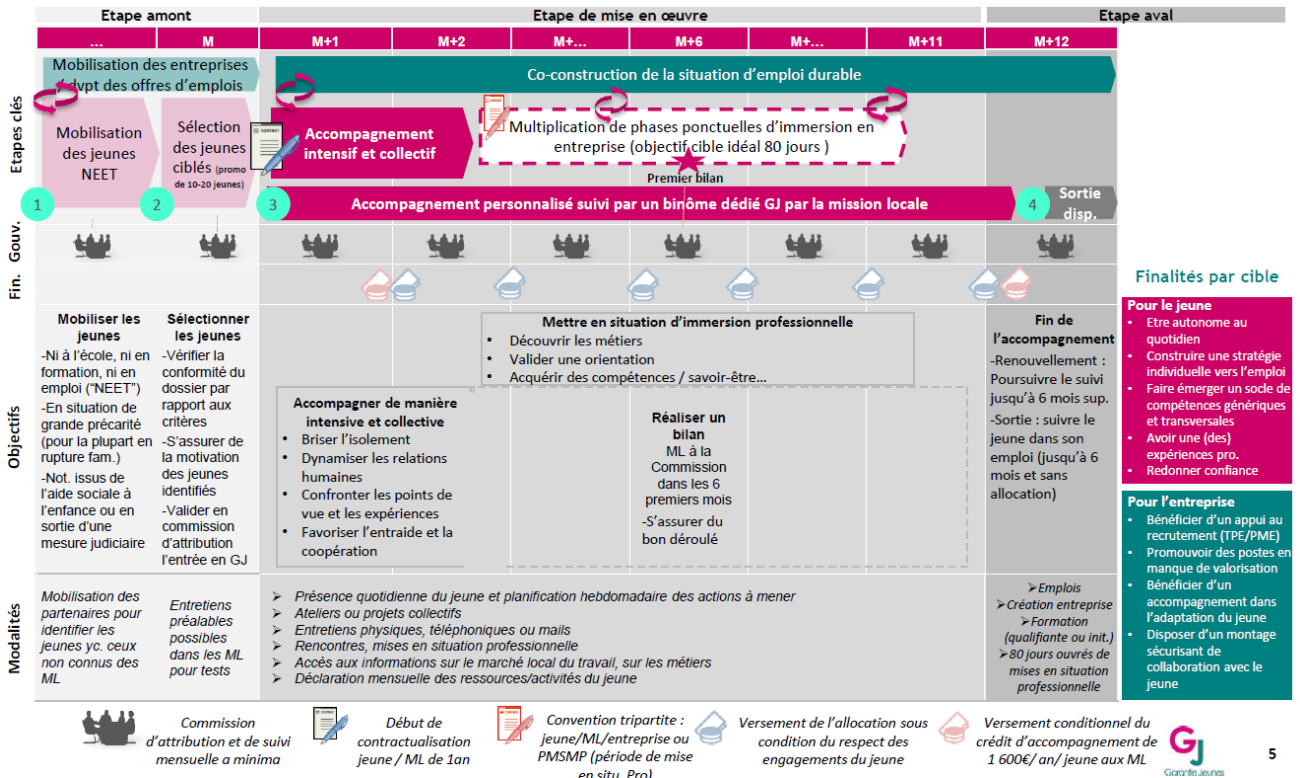 Etape amont
Etape de mise en œuvre
Etape aval
...
M
M+1
M+2
M+...
M+6
M+...
M+11
M+12
Etapes clés
Mobilisation des entreprises
/ dvpt des offres d'emplois
Co-construction de la situation d'emploi durable
Mobilisation
des jeunes
NEET
Sélection
des jeunes
ciblés (promo
de 10-20 jeunes)
CONTRAT
Accompagnement
intensif et collectif
Multiplication de phases ponctuelles d'immersion en
entreprise (objectif cible idéal 80 jours )
Premier bilan
1
2
3
Accompagnement personnalisé suivi par un binôme dédié GJ par la mission locale
4
Sortie
disp.
Gouv.
Fin.
Objectifs
Mobiliser les
jeunes
-Ni à l'école, ni en
formation, ni en
emploi ("NEET")
-En situation de
grande précarité
(pour la plupart en
rupture fam.)
-Not. issus de
l'aide sociale à
l'enfance ou en
sortie d'une
mesure judiciaire
Sélectionner
les jeunes
-Vérifier la
conformité du
dossier par
rapport aux
critères
-S'assurer de
la motivation
des jeunes
identifiés
-Valider en
commission
d'attribution
l'entrée en GJ
Mettre en situation d'immersion professionnelle
• Découvrir les métiers
• Valider une orientation
• Acquérir des compétences / savoir-être...
Accompagner de manière
intensive et collective
• Briser l'isolement
• Dynamiser les relations
humaines
• Confronter les points de
vue et les expériences
• Favoriser l'entraide et la
coopération
Réaliser un
bilan
ML à la
Commission
dans les 6
premiers mois
-S'assurer du
bon déroulé
Fin de
l'accompagnement
-Renouvellement :
Poursuivre le suivi
jusqu'à 6 mois sup.
-Sortie : suivre le
jeune dans son
emploi (jusqu'à 6
mois et sans
allocation)
Modalités
Mobilisation des
partenaires pour
identifier les
jeunes yc. ceux
non connus des
ML
Entretiens
préalables
possibles
dans les ML
pour tests
➢ Présence quotidienne du jeune et planification hebdomadaire des actions à mener
➢ Ateliers ou projets collectifs
➢ Entretiens physiques, téléphoniques ou mails
➢ Rencontres, mises en situation professionnelle
➢ Accès aux informations sur le marché local du travail, sur les métiers
➢ Déclaration mensuelle des ressources/activités du jeune
➢Emplois
➢Création entreprise
➢Formation
(qualifiante ou init.)
➢80 jours ouvrés de
mises en situation
professionnelle
Finalités par cible
Pour le jeune
• Etre autonome au
quotidien
• Construire une stratégie
individuelle vers l'emploi
• Faire émerger un socle de
compétences génériques
et transversales
• Avoir une (des)
expériences pro.
• Redonner confiance
Pour l'entreprise
• Bénéficier d'un appui au
recrutement (TPE/PME)
• Promouvoir des postes en
manque de valorisation
• Bénéficier d'un
accompagnement dans
l'adaptation du jeune
• Disposer d'un montage
sécurisant de
collaboration avec le
jeune
Commission
d'attribution et de suivi
mensuelle a minima
Début de
contractualisation
jeune / ML de 1an
Convention tripartite :
jeune/ML/entreprise ou
PMSMP (période de mise
en situ. Pro)
Versement de l'allocation sous
condition du respect des
engagements du jeune
Versement conditionnel du
crédit d'accompagnement de
1 600€/ an/ jeune aux ML
GJ
Garantie Jeunes
5